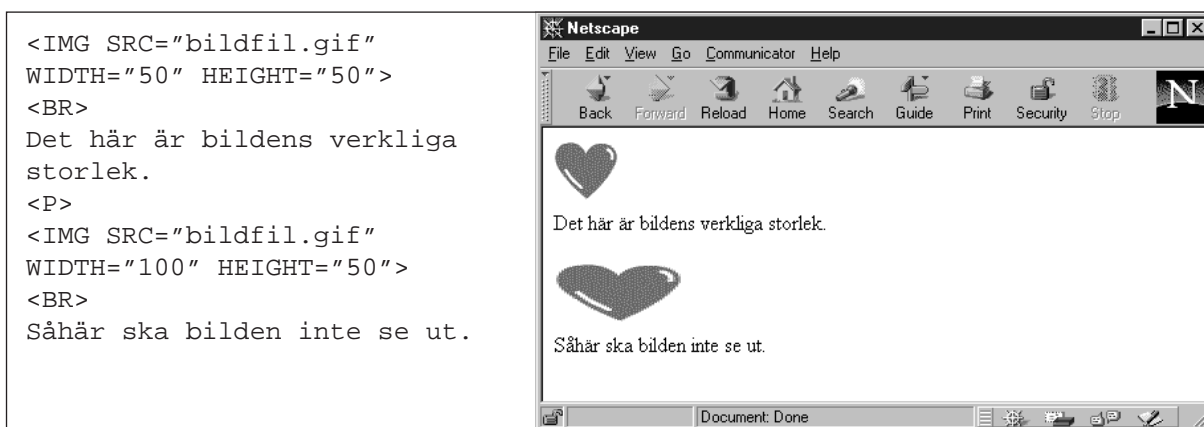 <IMG SRC="bildfil.gif"
WIDTH="50" HEIGHT="50">
<BR>
Det här är bildens verkliga
storlek.
<P>
<IMG SRC="bildfil.gif"
WIDTH="100" HEIGHT="50">
<BR>
Såhär ska bilden inte se ut.
Netscape
File Edit View Go Communicator Help
Back Forward Reload Home Search Guide Print Security Stop
N
Det här är bildens verkliga storlek.
Såhär ska bilden inte se ut.
Document: Done